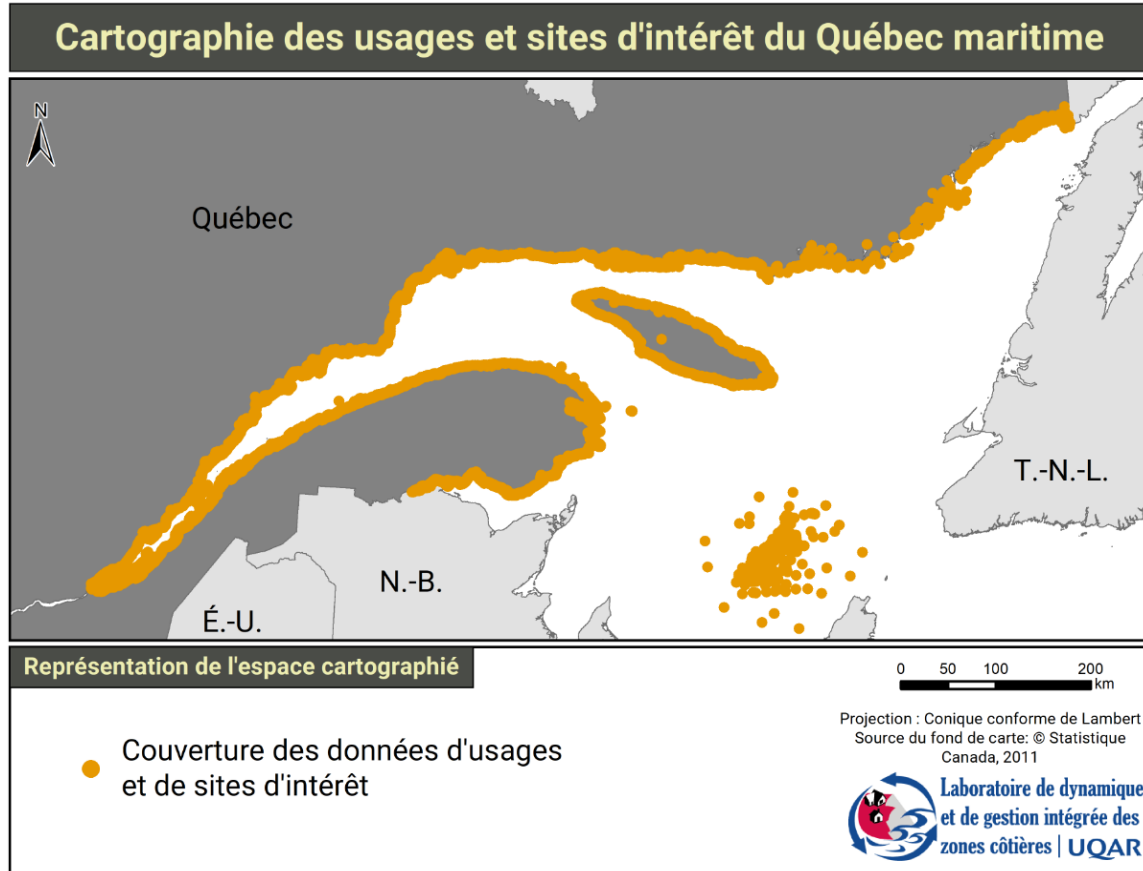 Cartographie des usages et sites d'intérêt du Québec maritime
N
Québec
T.-N.-L.
N.-B.
É.-U.
Représentation de l'espace cartographié
0 50 100 200
km
Couverture des données d'usages
et de sites d'intérêt
Projection : Conique conforme de Lambert
Source du fond de carte: © Statistique
Canada, 2011
Laboratoire de dynamique
et de gestion intégrée des
zones côtières | UQAR